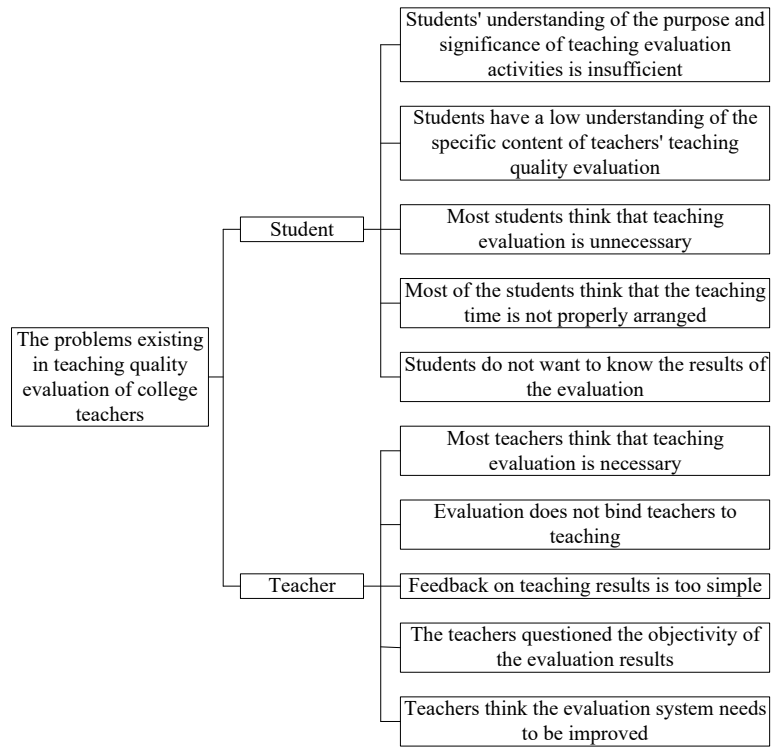 Students' understanding of the purpose and
significance of teaching evaluation
activities is insufficient
Students have a low understanding of the
specific content of teachers' teaching
quality evaluation
Student
Most students think that teaching
evaluation is unnecessary
Most of the students think that the teaching
time is not properly arranged
Students do not want to know the results of
the evaluation
The problems existing
in teaching quality
evaluation of college
teachers
Most teachers think that teaching
evaluation is necessary
Evaluation does not bind teachers to
teaching
Teacher
Feedback on teaching results is too simple
The teachers questioned the objectivity of
the evaluation results
Teachers think the evaluation system needs
to be improved